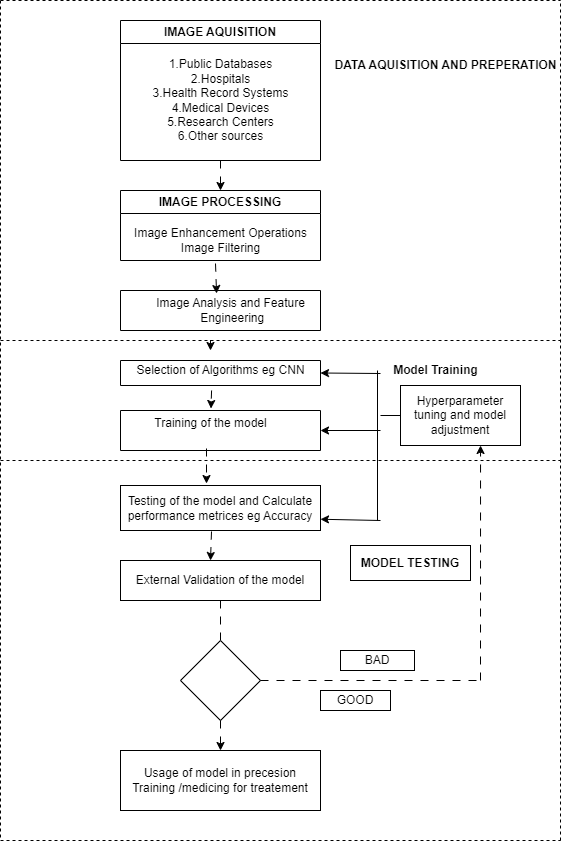 IMAGE AQUISITION
1.Public Databases
2.Hospitals
3.Health Record Systems
4.Medical Devices
5.Research Centers
6.Other sources
DATA AQUISITION AND PREPERATION
IMAGE PROCESSING
Image Enhancement Operations
Image Filtering
Image Analysis and Feature
Engineering
Selection of Algorithms eg CNN
Model Training
Hyperparameter
tuning and model
adjustment
Training of the model
Testing of the model and Calculate
performance metrices eg Accuracy
MODEL TESTING
External Validation of the model
BAD
GOOD
Usage of model in precesion
Training /medicing for treatement